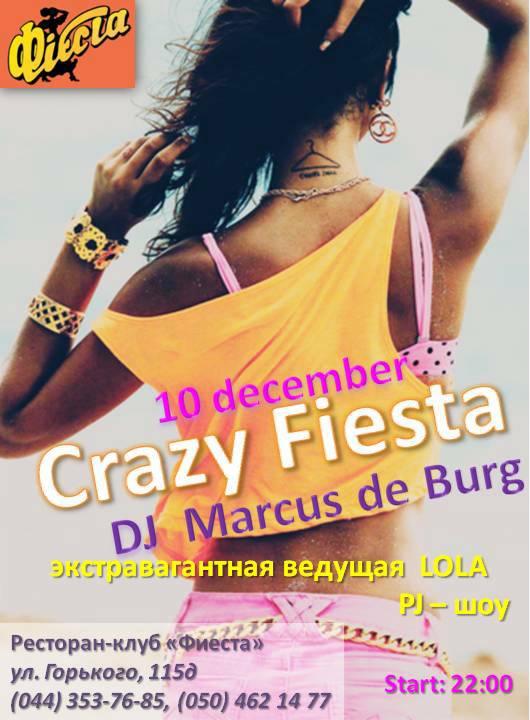 Фиеста
10 december
Crazy Fiesta
DJ Marcus de Burg
экстравагантная ведущая LOLA
PJ – шоу
Ресторан-клуб «Фиеста»
ул. Горького, 115д
(044) 353-76-85, (050) 462 14 77
Start: 22:00